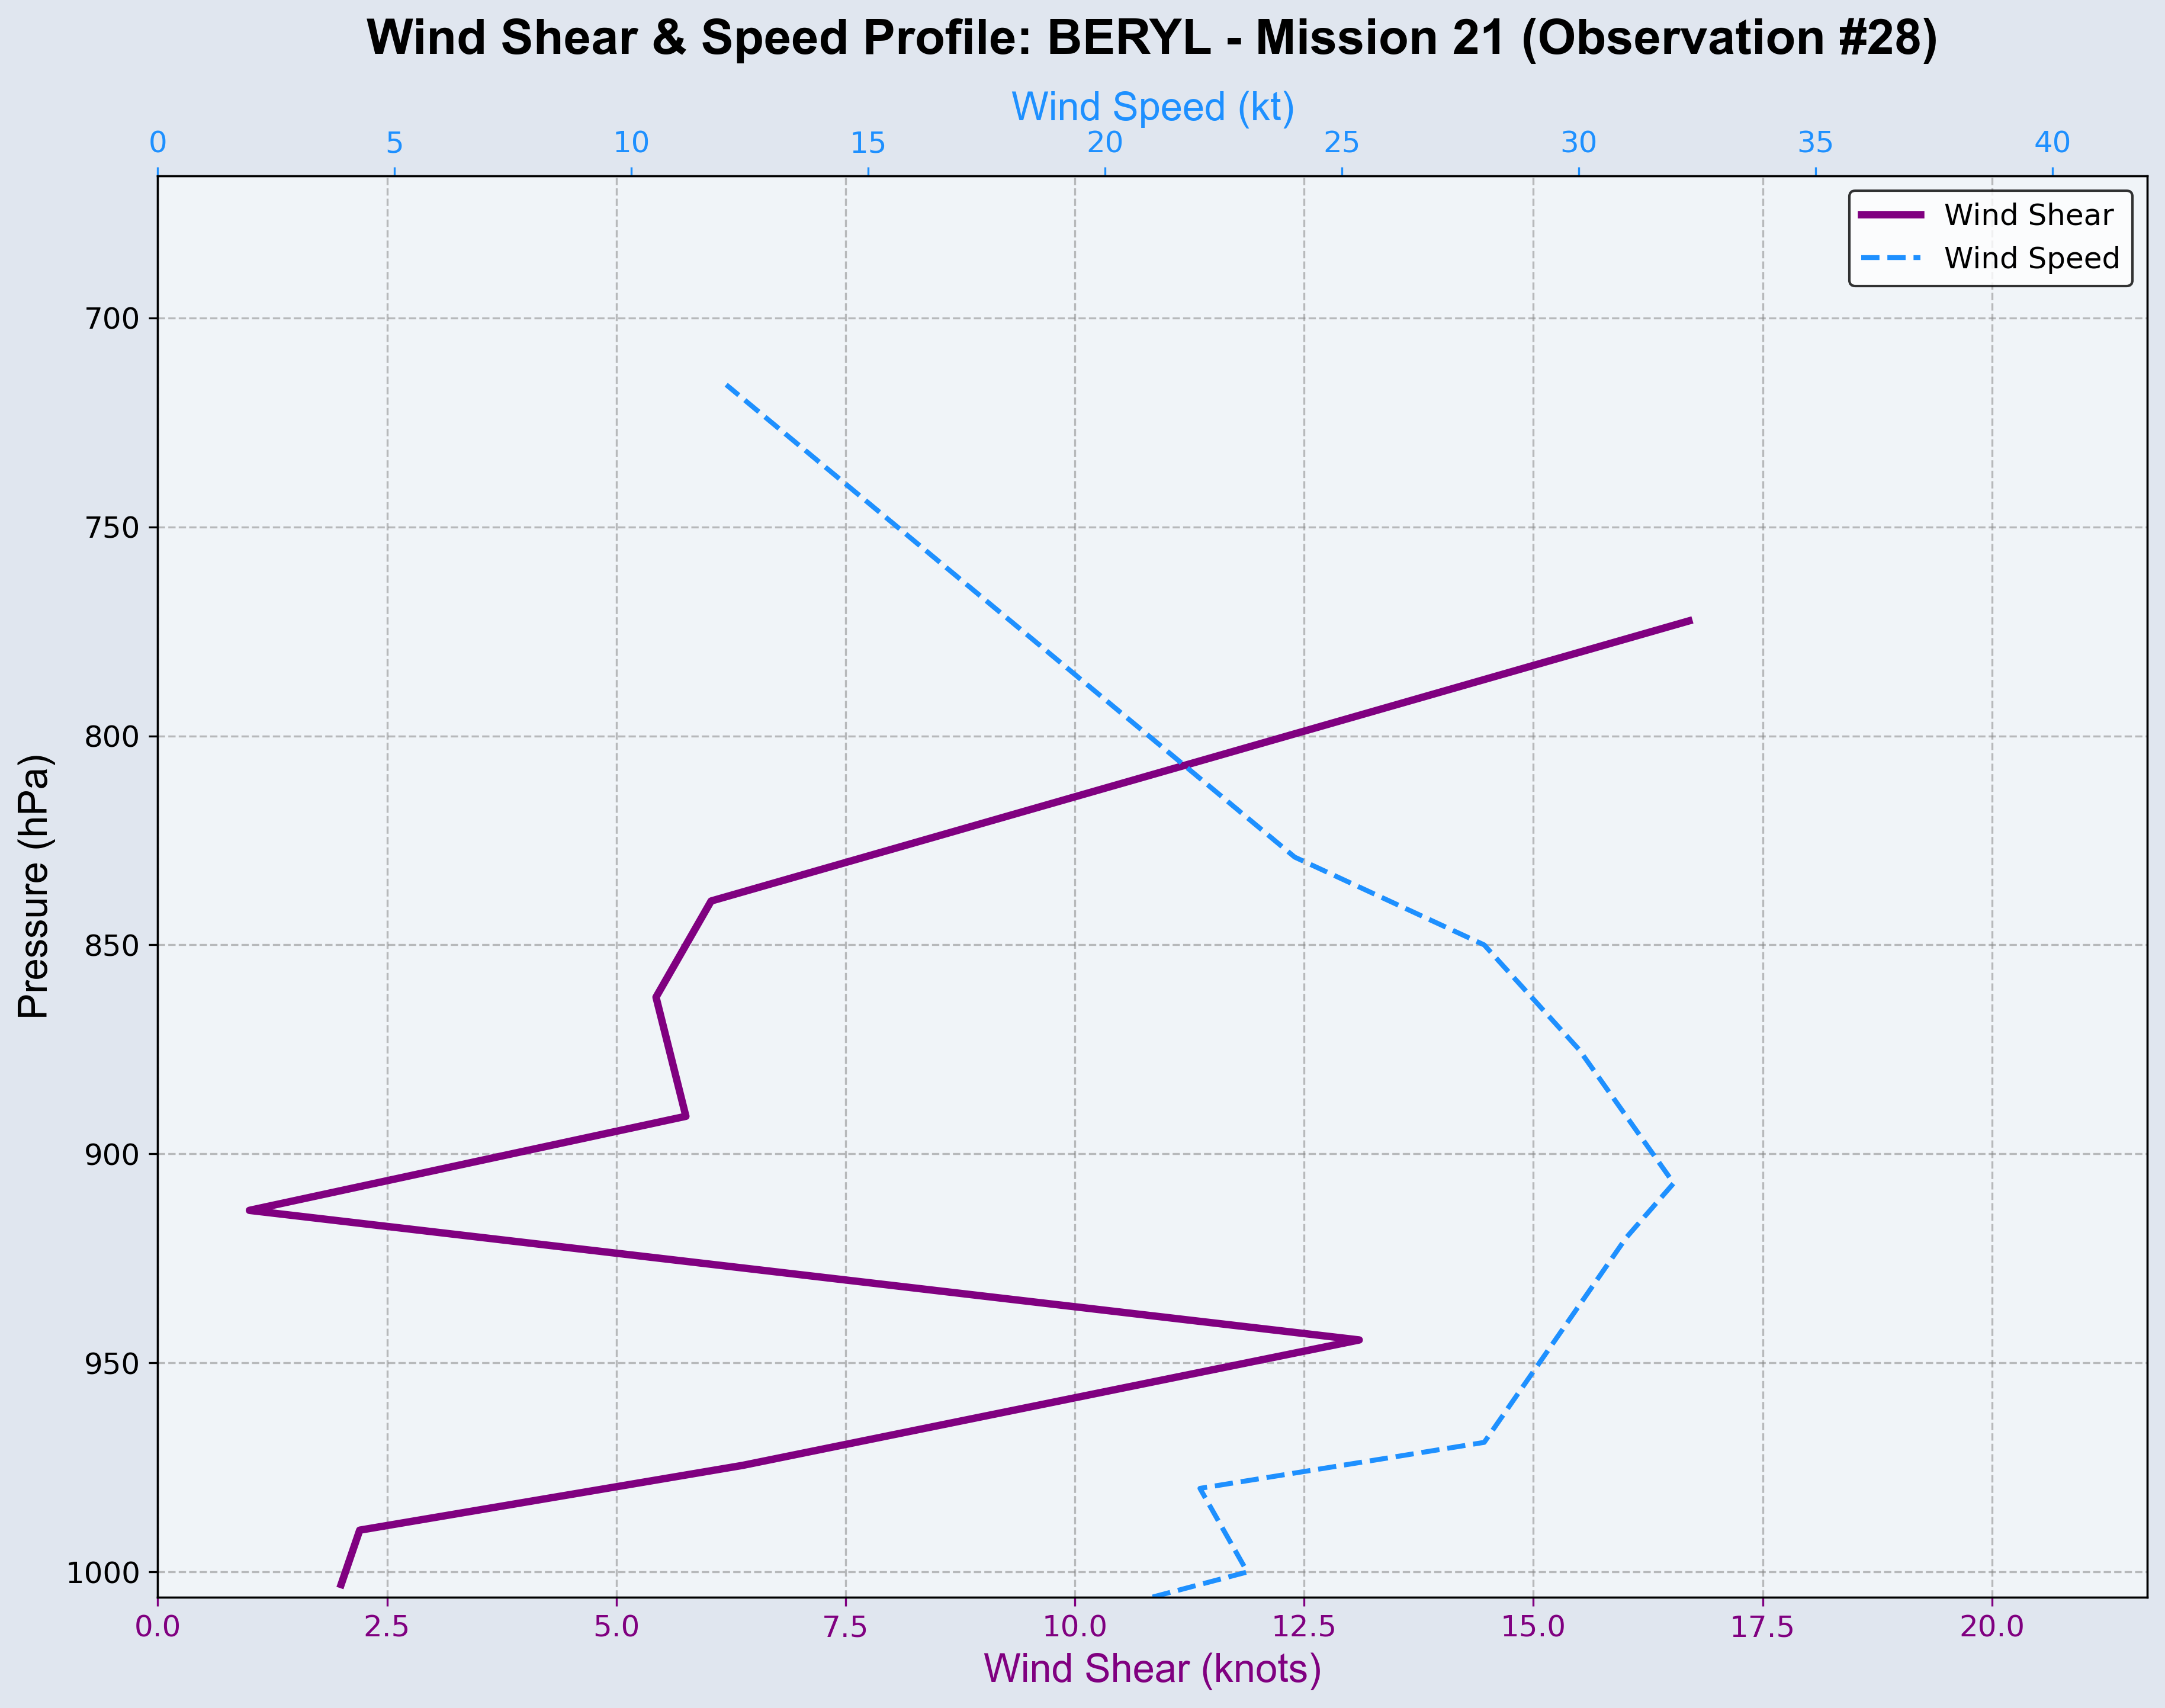 Wind Shear & Speed Profile: BERYL - Mission 21 (Observation #28)
Wind Speed (kt)
0 5 10 15 20 25 30 35 40
Wind Shear
Wind Speed
700
750
800
850
900
950
1000
Pressure (hPa)
0.0 2.5 5.0 7.5 10.0 12.5 15.0 17.5 20.0
Wind Shear (knots)